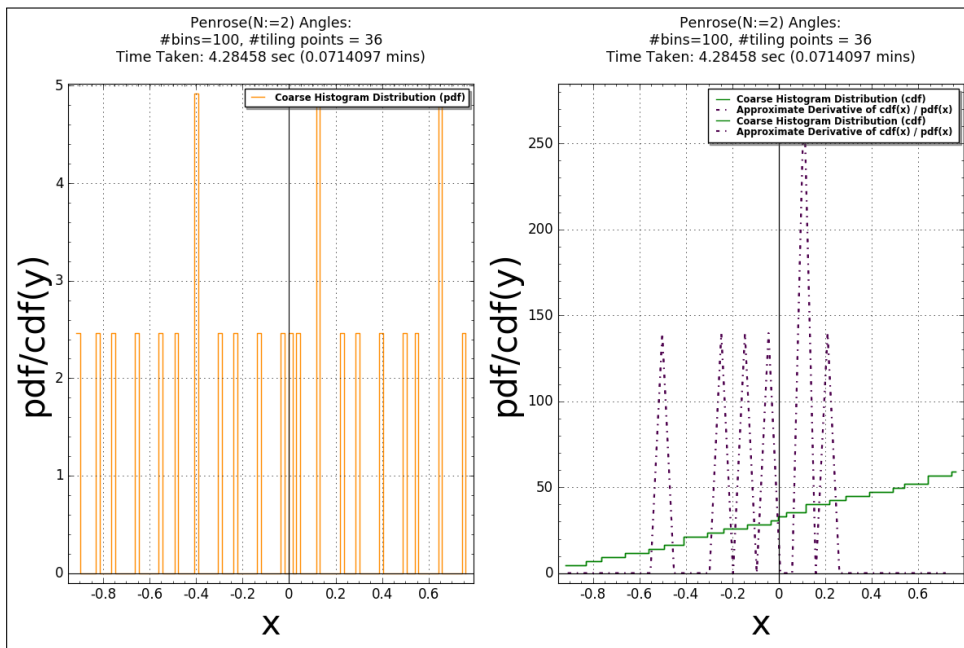 Penrose(N:=2) Angles:
#bins=100, #tiling points = 36
Time Taken: 4.28458 sec (0.0714097 mins)
Coarse Histogram Distribution (pdf)
pdf/cdf(y)
5
4
3
2
1
0
-0.8
-0.6
-0.4
-0.2
0
0.2
0.4
0.6
x
Penrose(N:=2) Angles:
#bins=100, #tiling points = 36
Time Taken: 4.28458 sec (0.0714097 mins)
Coarse Histogram Distribution (cdf)
Approximate Derivative of cdf(x) / pdf(x)
Coarse Histogram Distribution (cdf)
Approximate Derivative of cdf(x) / pdf(x)
pdf/cdf(y)
250
200
150
100
50
0
-0.8
-0.6
-0.4
-0.2
0
0.2
0.4
0.6
x